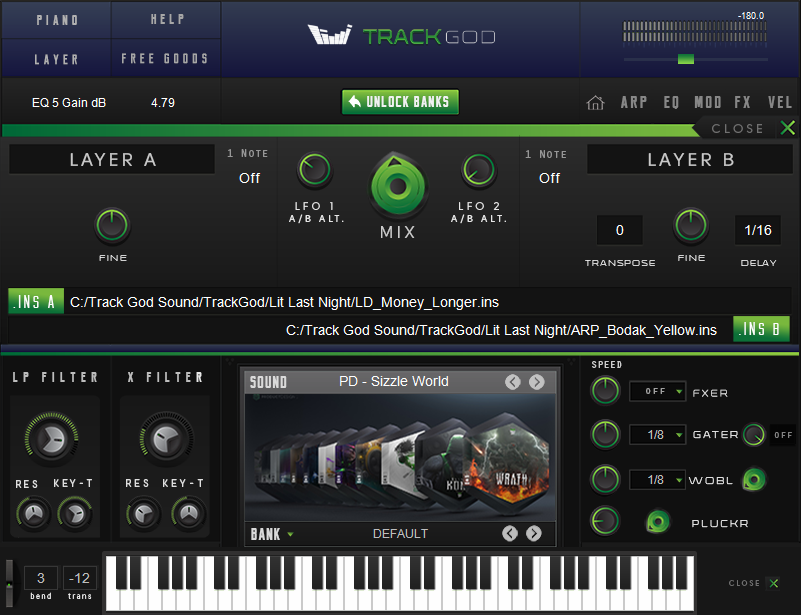 PIANO HELP
TRACKGOD
-180.0
LAYER FREE GOODS
EQ 5 Gain dB 4.79
UNLOCK BANKS
ARP EQ MOD FX VEL
CLOSE
LAYER A
1 NOTE
Off
LFO 1
A/B ALT.
MIX
LFO 2
A/B ALT.
1 NOTE
Off
LAYER B
FINE
0
TRANSPOSE
FINE
1/16
DELAY
.INS A C:/Track God Sound/TrackGod/Lit Last Night/LD_Money_Longer.ins
C:/Track God Sound/TrackGod/Lit Last Night/ARP_Bodak_Yellow.ins .INS B
LP FILTER
RES KEY-T
X FILTER
RES KEY-T
SOUND PD - Sizzle World
KON
WRATH
BANK DEFAULT
SPEED
OFF FXER
1/8 GATER OFF
1/8 WOBL
PLUCKR
3 -12
bend trans
CLOSE